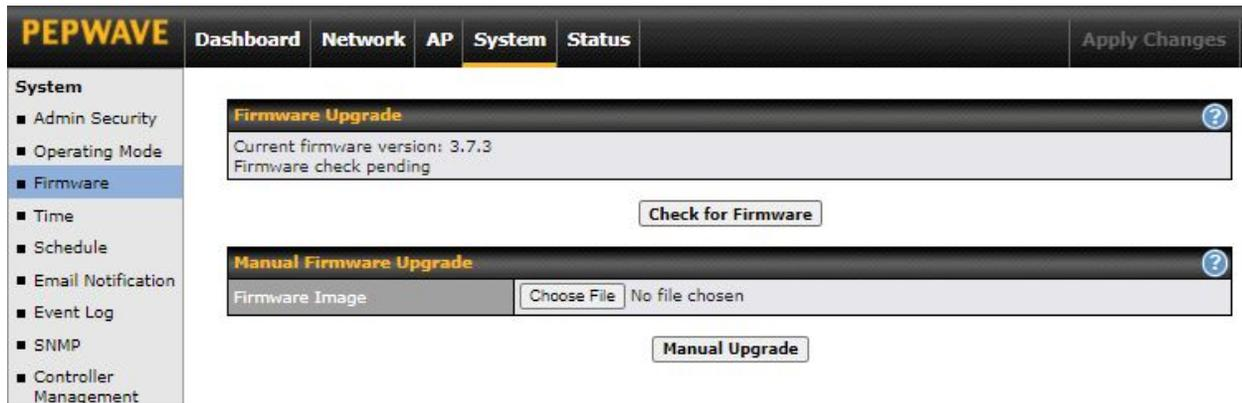 PEPWAVE
Dashboard Network AP System Status Apply Changes
System
Admin Security
Operating Mode
Firmware
Time
Schedule
Email Notification
Event Log
SNMP
Controller
Management
Firmware Upgrade ?
Current firmware version: 3.7.3
Firmware check pending
Check for Firmware
Manual Firmware Upgrade ?
Firmware Image Choose File No file chosen
Manual Upgrade